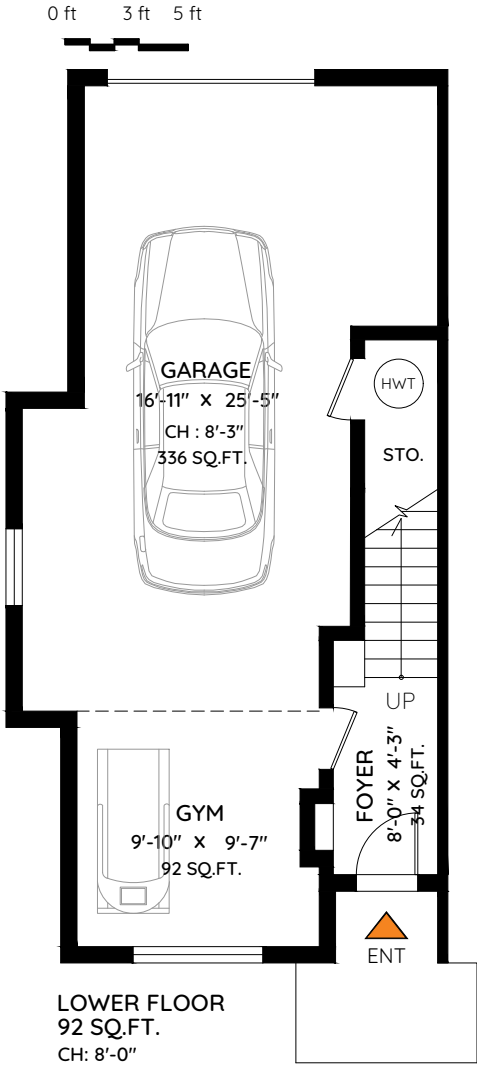 0 ft 3 ft 5 ft
GARAGE
16'-11" X 25'-5"
CH : 8'-3"
336 SQ.FT.
HWT
STO.
UP
FOYER
8'-0" X 4'-3"
34 SQ.FT.
GYM
9'-10" X 9'-7"
92 SQ.FT.
ENT
LOWER FLOOR
92 SQ.FT.
CH: 8'-0"